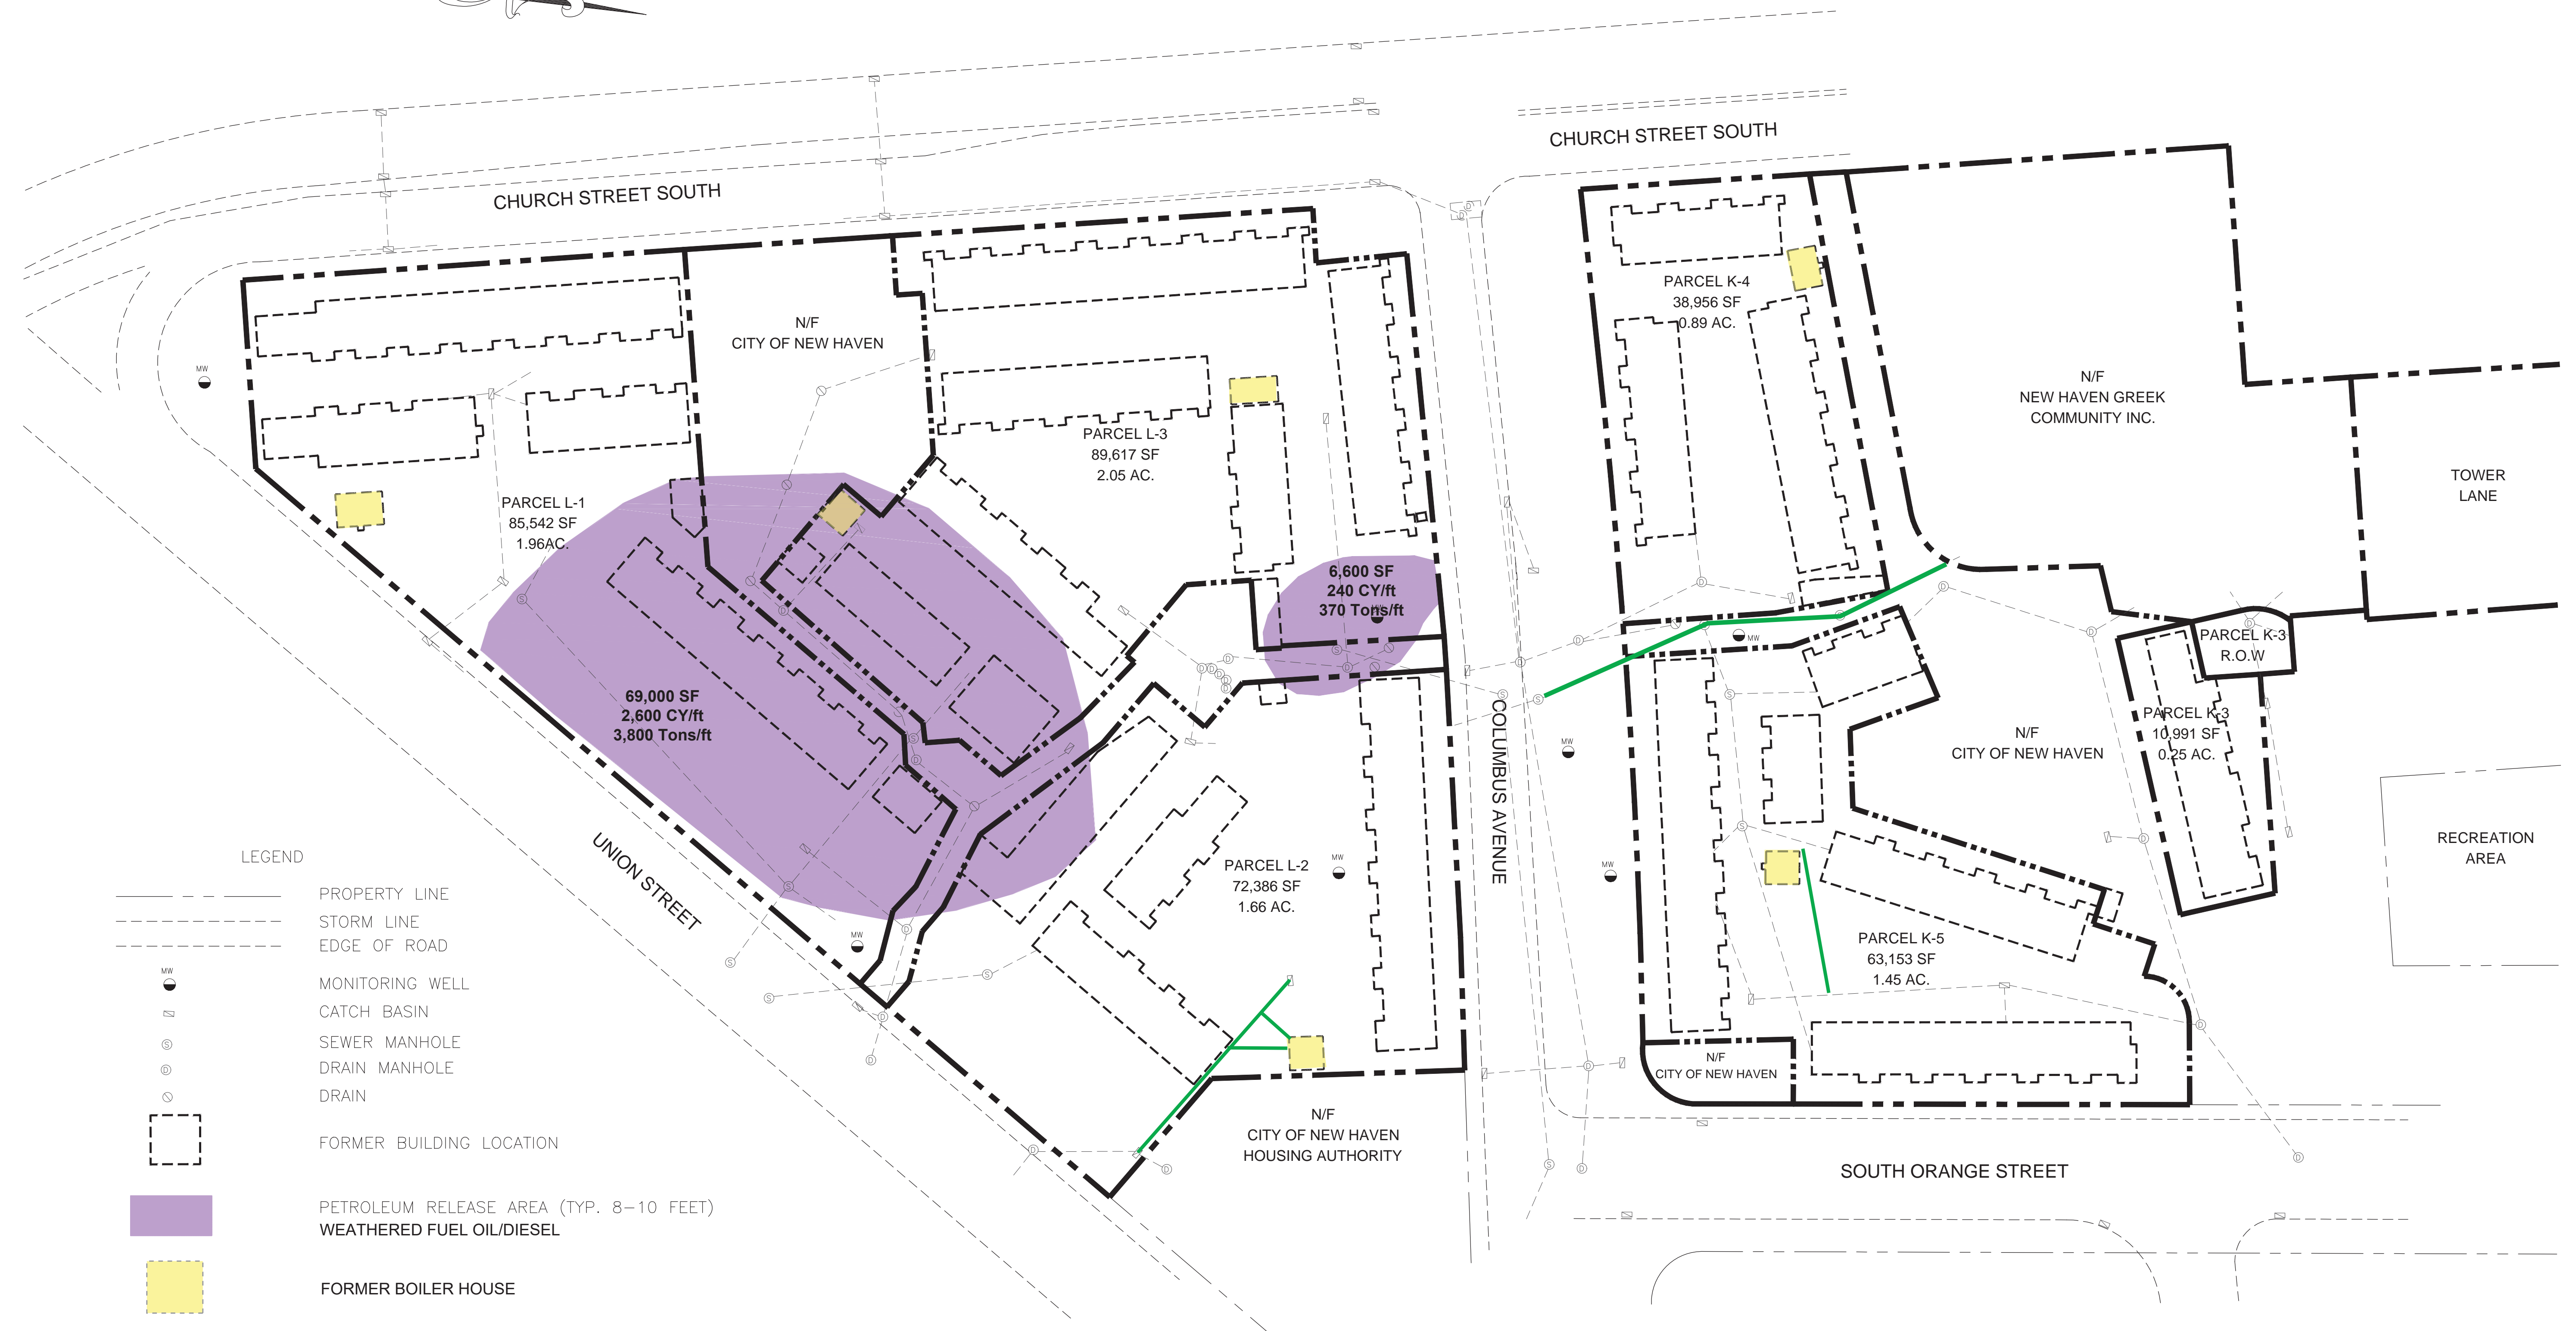 CHURCH STREET SOUTH
CHURCH STREET SOUTH
N/F
CITY OF NEW HAVEN
MW
PARCEL L-1
85,542 SF
1.96AC.
PARCEL L-3
89,617 SF
2.05 AC.
6,600 SF
240 CY/ft
370 Tons/ft
MW
69,000 SF
2,600 CY/ft
3,800 Tons/ft
PARCEL L-2
72,386 SF
1.66 AC.
MW
MW
UNION STREET
COLUMBUS AVENUE
N/F
CITY OF NEW HAVEN
HOUSING AUTHORITY
PARCEL K-4
38,956 SF
0.89 AC.
N/F
NEW HAVEN GREEK
COMMUNITY INC.
TOWER
LANE
MW
MW
MW
PARCEL K-3
R.O.W
PARCEL K-3
10,991 SF
0.25 AC.
N/F
CITY OF NEW HAVEN
RECREATION
AREA
PARCEL K-5
63,153 SF
1.45 AC.
N/F
CITY OF NEW HAVEN
SOUTH ORANGE STREET
LEGEND
PROPERTY LINE
STORM LINE
EDGE OF ROAD
MW
MONITORING WELL
CATCH BASIN
S
SEWER MANHOLE
D
DRAIN MANHOLE
DRAIN
FORMER BUILDING LOCATION
PETROLEUM RELEASE AREA (TYP. 8-10 FEET)
WEATHERED FUEL OIL/DIESEL
FORMER BOILER HOUSE